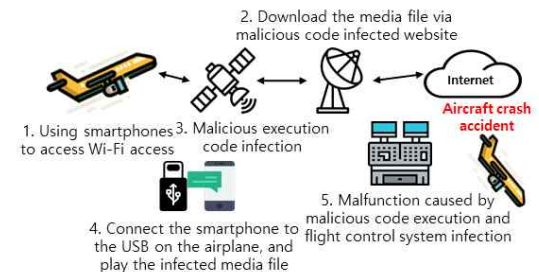 2. Download the media file via
malicious code infected website
Internet
Aircraft crash
accident
1. Using smartphones
to access Wi-Fi access
3. Malicious execution
code infection
4. Connect the smartphone to
the USB on the airplane, and
play the infected media file
5. Malfunction caused by
malicious code execution and
flight control system infection